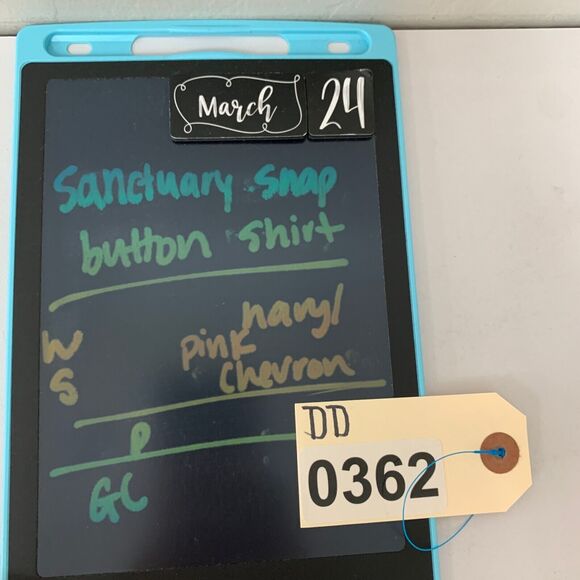 March 24
Sanctuary Snap
button shirt
W navy/
pink
S chevron
P
GC
DD
0362